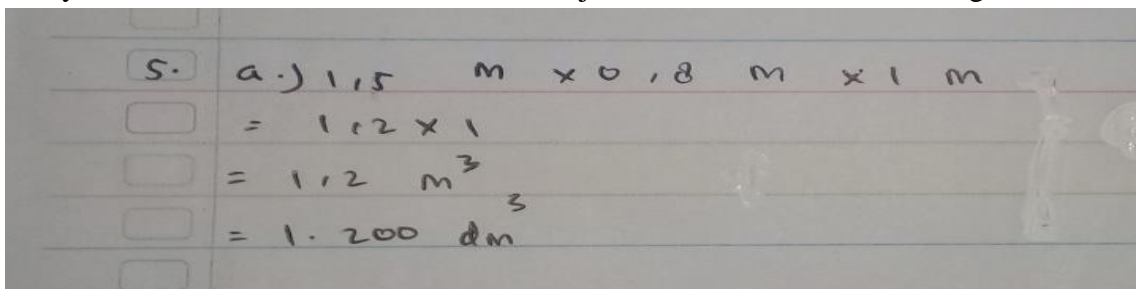 5. a.) 1,5 m x 0,8 m x 1 m
= 1,2 x 1
= 1,2 m³
= 1.200 dm³